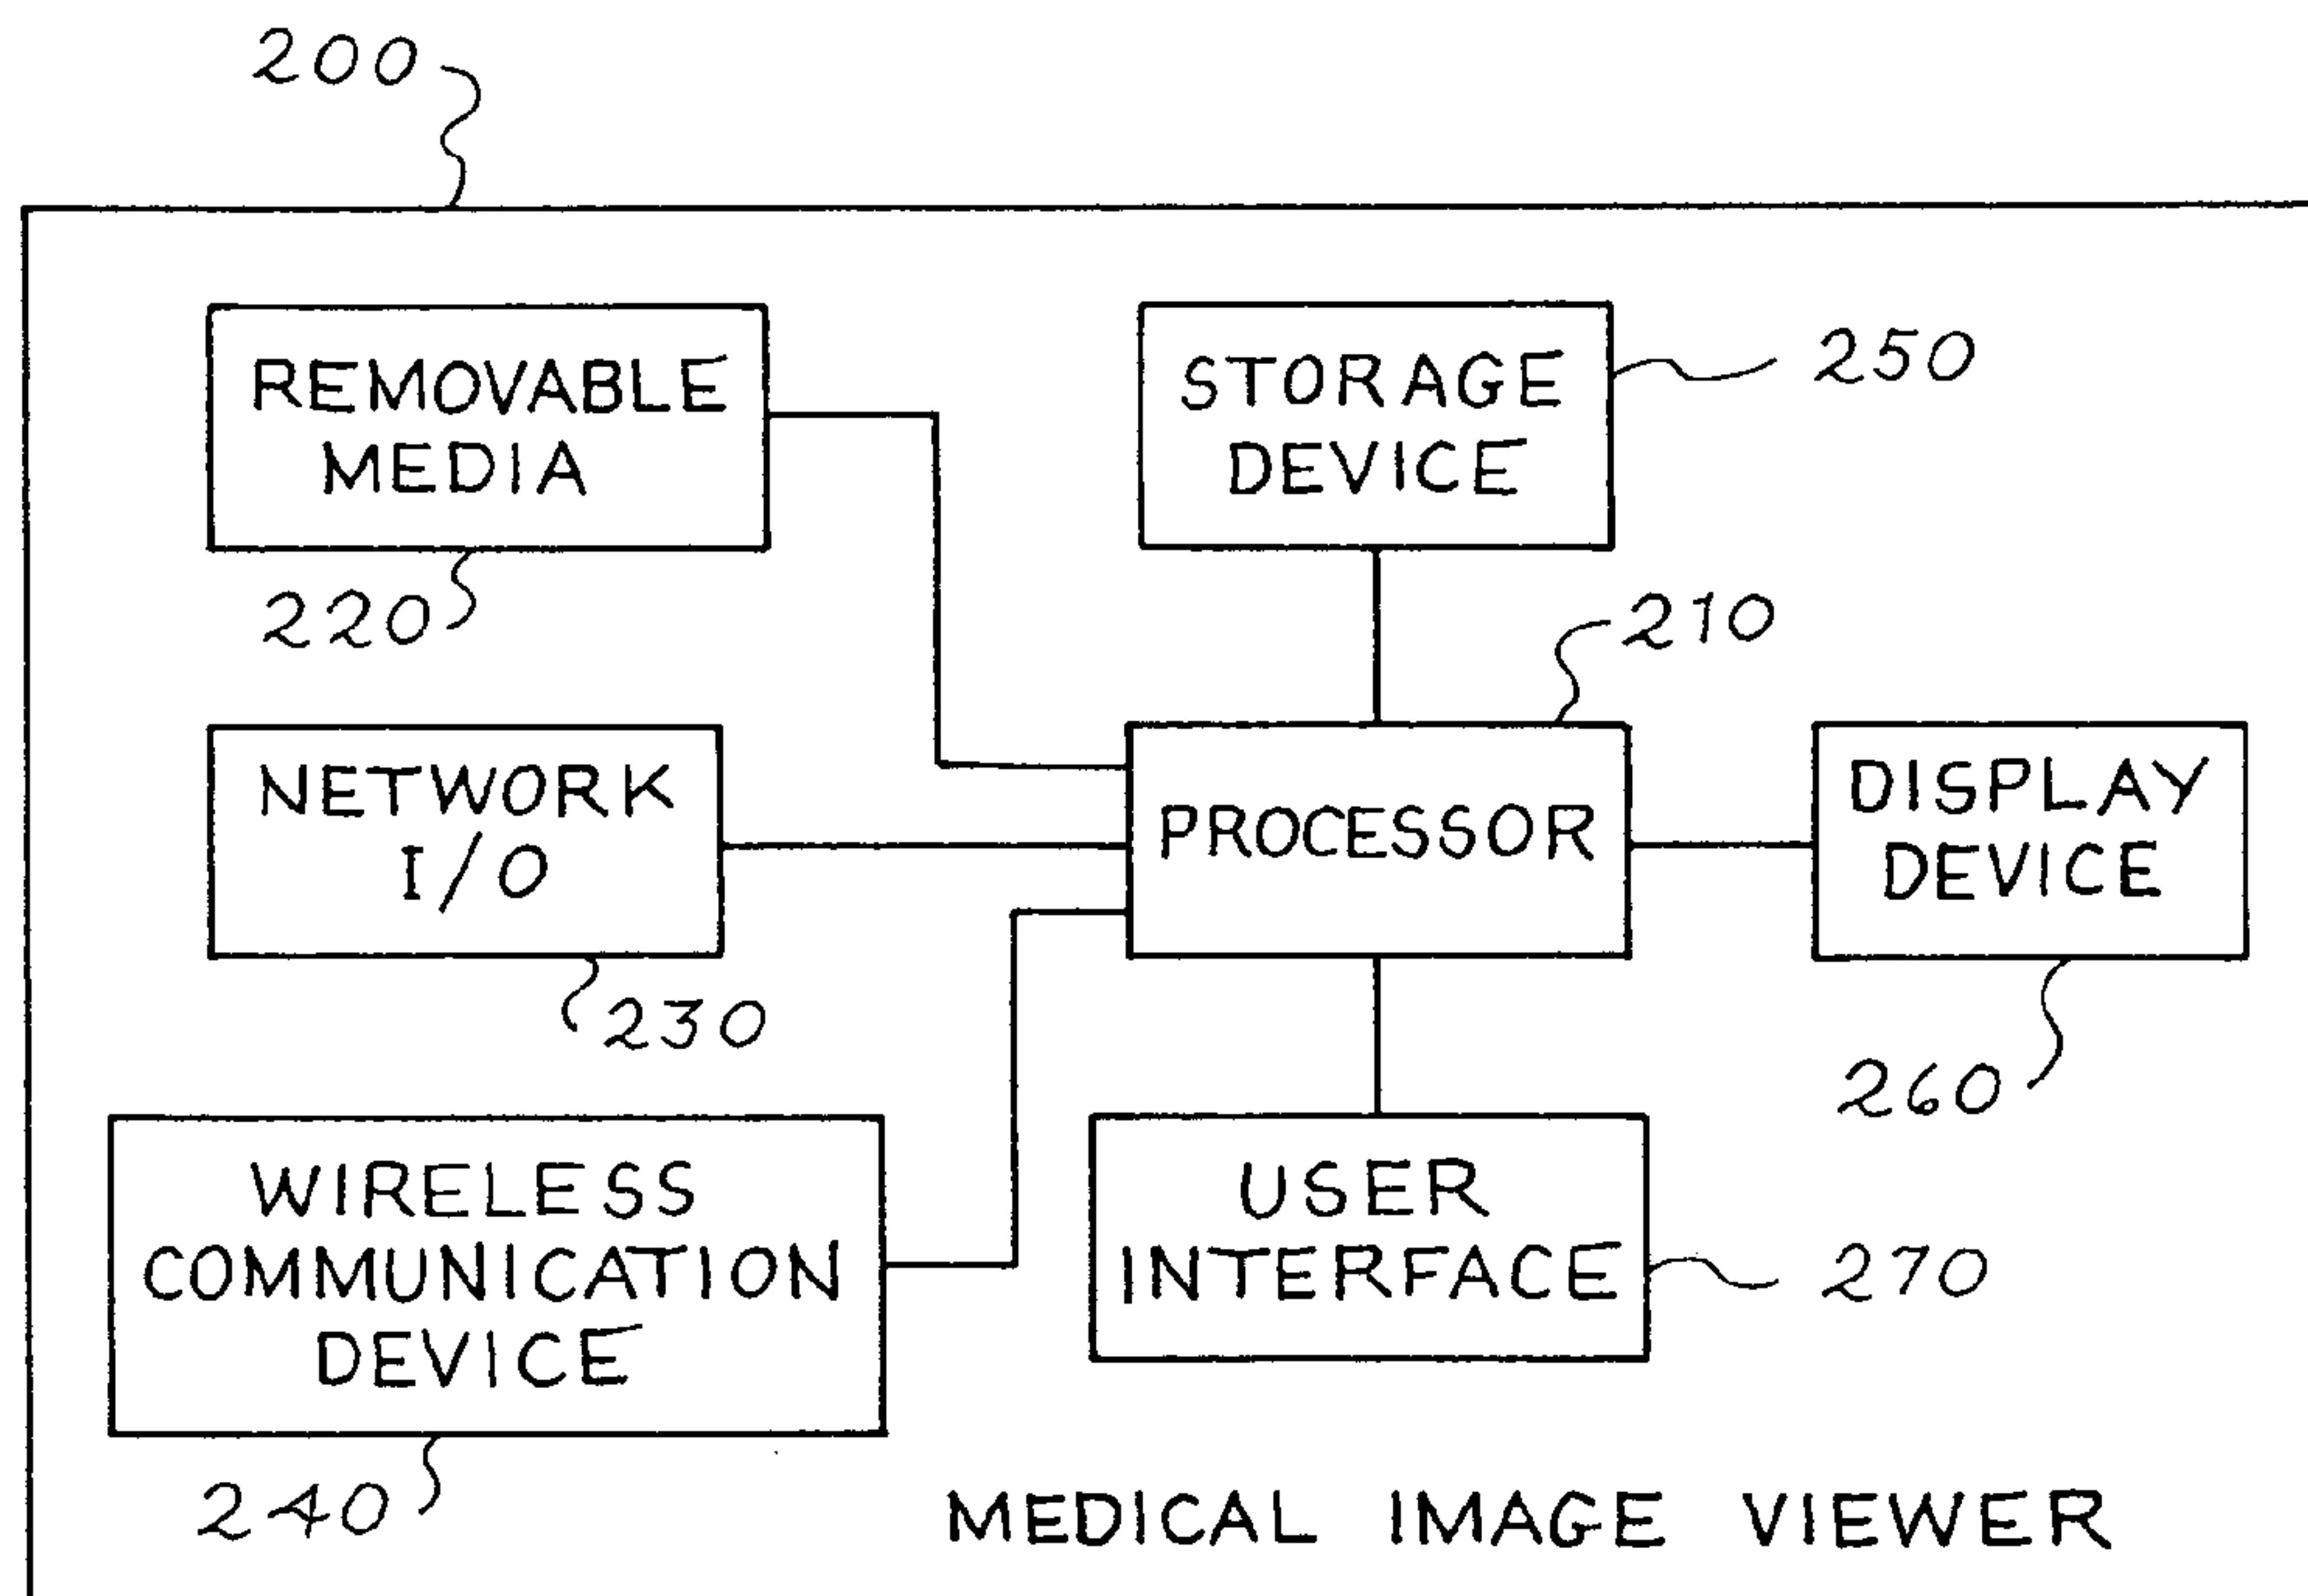 200
REMOVABLE
MEDIA
220
STORAGE
DEVICE
250
210
NETWORK
I/O
230
PROCESSOR
DISPLAY
DEVICE
260
WIRELESS
COMMUNICATION
DEVICE
240
USER
INTERFACE
270
MEDICAL IMAGE VIEWER